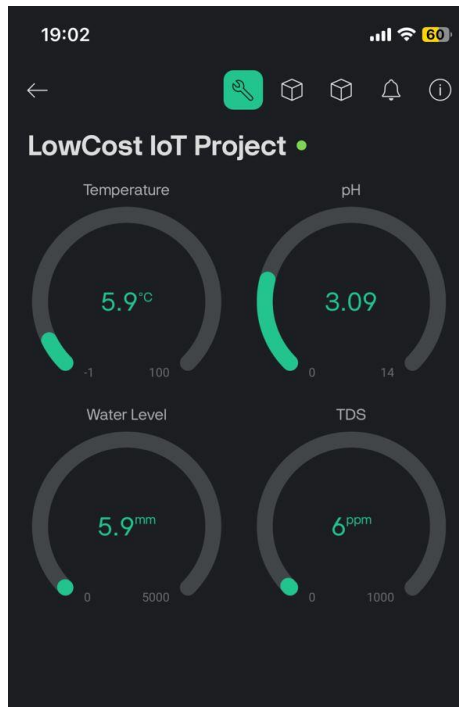 19:02
60
LowCost IoT Project
Temperature
pH
5.9°C
3.09
-1 100
0 14
Water Level
TDS
5.9mm
6ppm
0 5000
0 1000